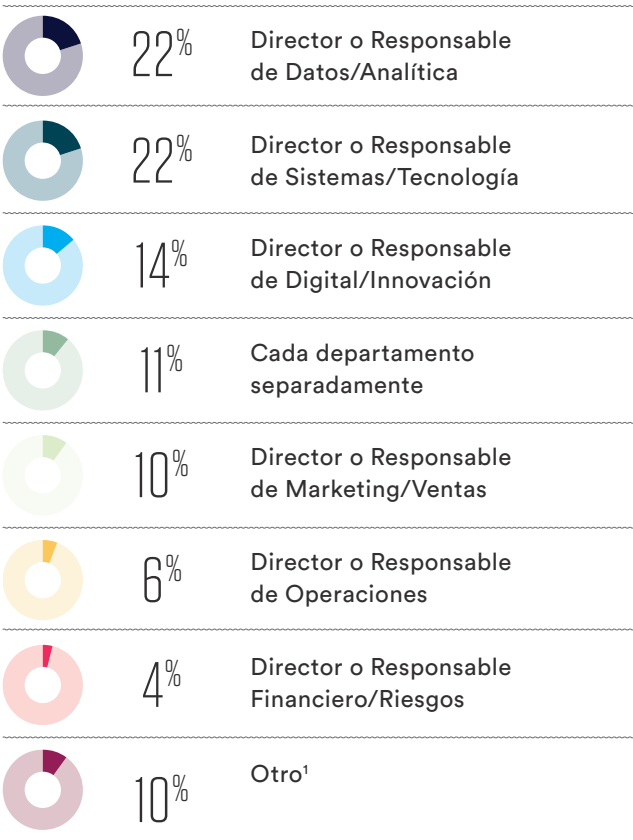 22%
Director o Responsable
de Datos/Analítica
22%
Director o Responsable
de Sistemas/Tecnología
14%
Director o Responsable
de Digital/Innovación
11%
Cada departamento
separadamente
10%
Director o Responsable
de Marketing/Ventas
6%
Director o Responsable
de Operaciones
4%
Director o Responsable
Financiero/Riesgos
10%
Otro¹